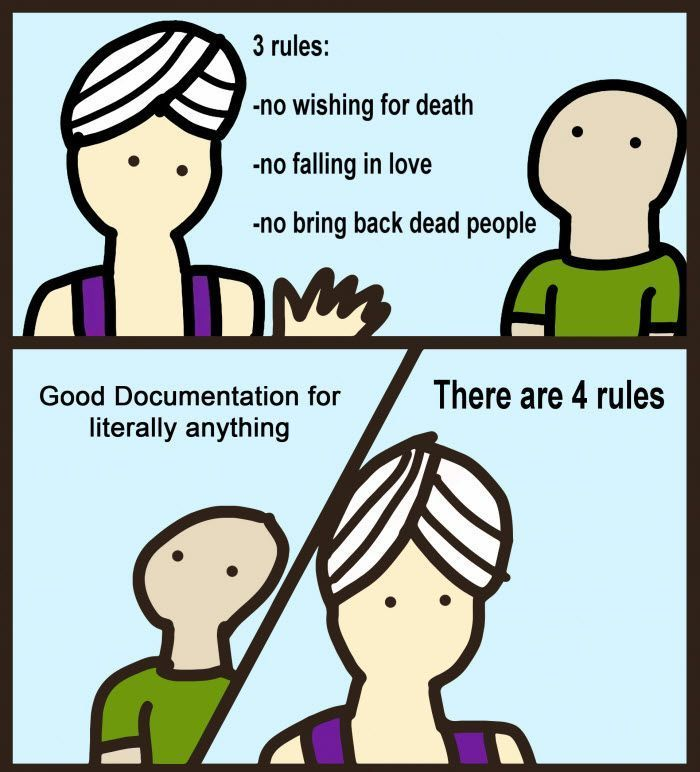 3 rules:
-no wishing for death
-no falling in love
-no bring back dead people
Good Documentation for
literally anything
There are 4 rules